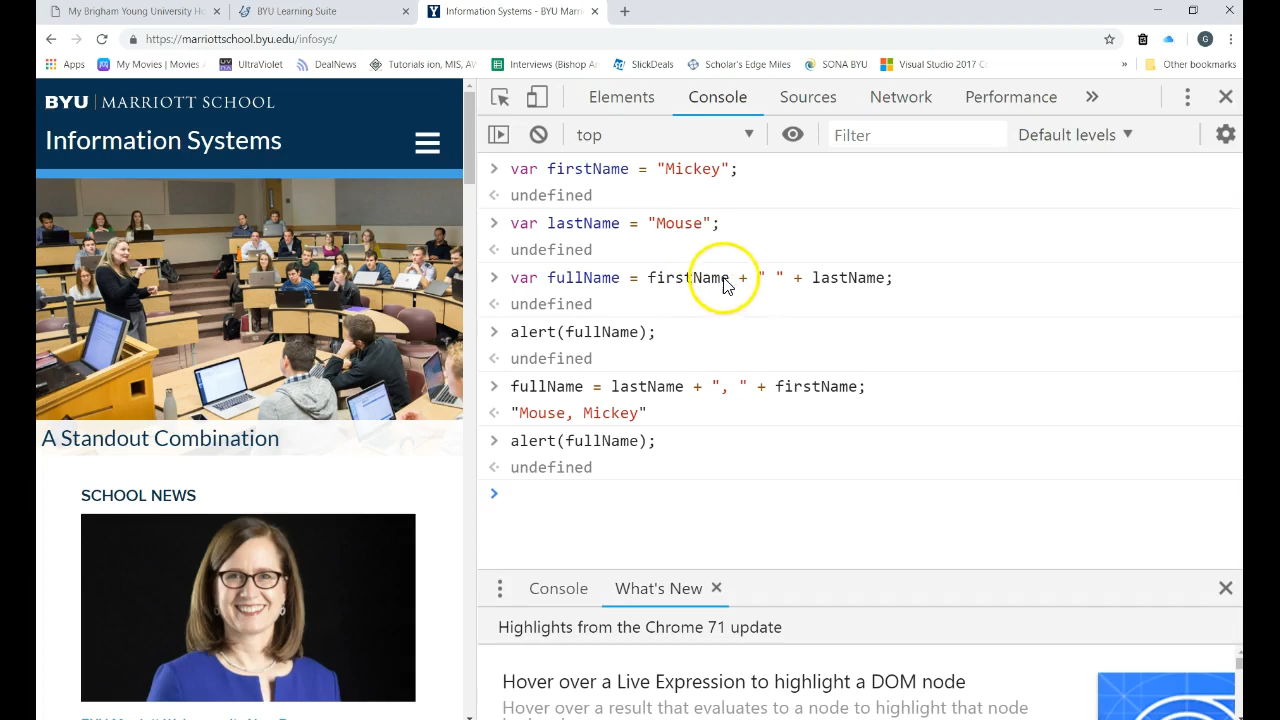 My Brigham Young University Ho
BYU Learning Suite
Information Systems - BYU Marri
https://marriottschool.byu.edu/infosys/
G
Apps
My Movies | Movies
UltraViolet
DealNews
Tutorials ion, MIS, AV
Interviews (Bishop Ar
SlickDeals
Scholar's Edge Miles
SONA BYU
Visual Studio 2017 Co
»
Other bookmarks
BYU | MARRIOTT SCHOOL
Information Systems
A Standout Combination
SCHOOL NEWS
Elements
Console
Sources
Network
Performance
»
top
Filter
Default levels
> var firstName = "Mickey";
undefined
> var lastName = "Mouse";
undefined
> var fullName = firstName + " " + lastName;
undefined
> alert(fullName);
undefined
> fullName = lastName + ", " + firstName;
"Mouse, Mickey"
> alert(fullName);
undefined
>
Console
What's New
Highlights from the Chrome 71 update
Hover over a Live Expression to highlight a DOM node
Hover over a result that evaluates to a node to highlight that node